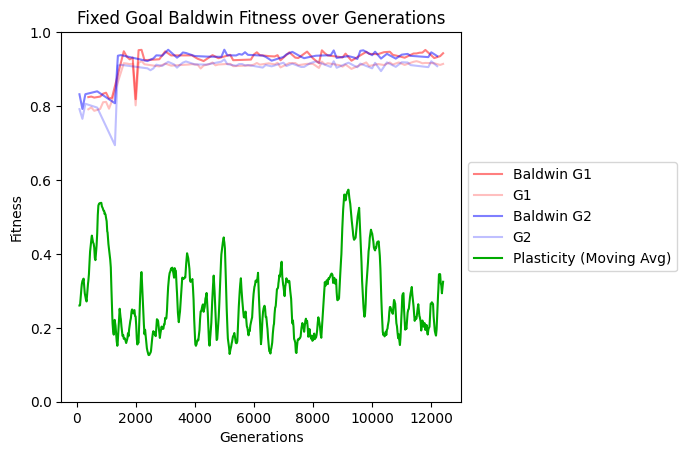 Fixed Goal Baldwin Fitness over Generations
1.0
0.8
0.6
0.4
0.2
0.0
Fitness
0 2000 4000 6000 8000 10000 12000
Generations
Baldwin G1
G1
Baldwin G2
G2
Plasticity (Moving Avg)